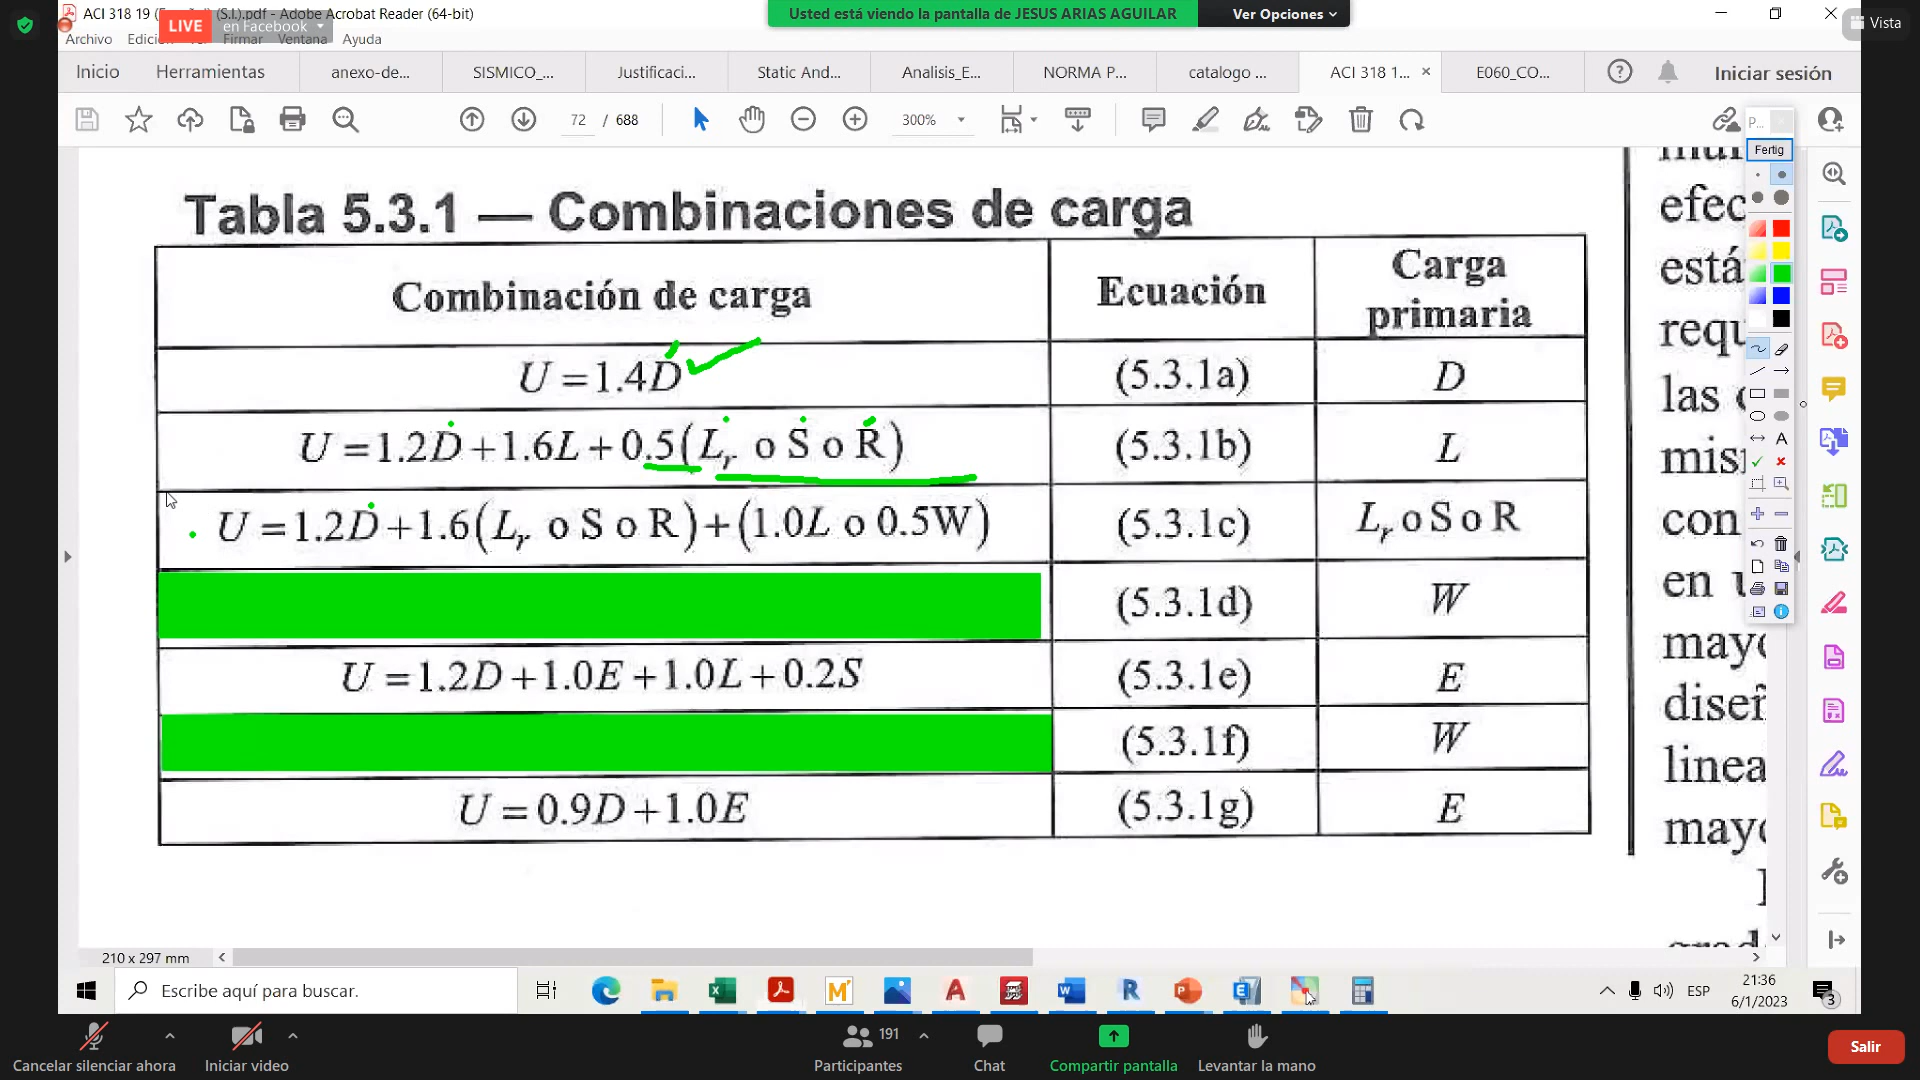 ACI 318 19 (S.I.).pdf - Adobe Acrobat Reader (64-bit)
Usted está viendo la pantalla de JESUS ARIAS AGUILAR
Ver Opciones
Vista
LIVE
en Facebook
Archivo Firmar Ventana Ayuda
Inicio
Herramientas
anexo-de...
SISMICO_...
Justificaci...
Static And...
Analisis_E...
NORMA P...
catalogo ...
ACI 318 1... ×
E060_CO...
Iniciar sesión
72 / 688
300%
P...
Fertig
Tabla 5.3.1 — Combinaciones de carga
Combinación de carga Ecuación Carga primaria
U = 1.4D (5.3.1a) D
U = 1.2D + 1.6L + 0.5(Lr o S o R) (5.3.1b) L
U = 1.2D + 1.6(Lr o S o R) + (1.0L o 0.5W) (5.3.1c) Lr o S o R
(5.3.1d) W
U = 1.2D + 1.0E + 1.0L + 0.2S (5.3.1e) E
(5.3.1f) W
U = 0.9D + 1.0E (5.3.1g) E
efec
está
requ
las
mis
con
en
mayo
diseñ
linea
mayo
210 x 297 mm
Escribe aquí para buscar.
ESP
21:36
6/1/2023
3
Cancelar silenciar ahora
Iniciar video
191
Participantes
Chat
Compartir pantalla
Levantar la mano
Salir